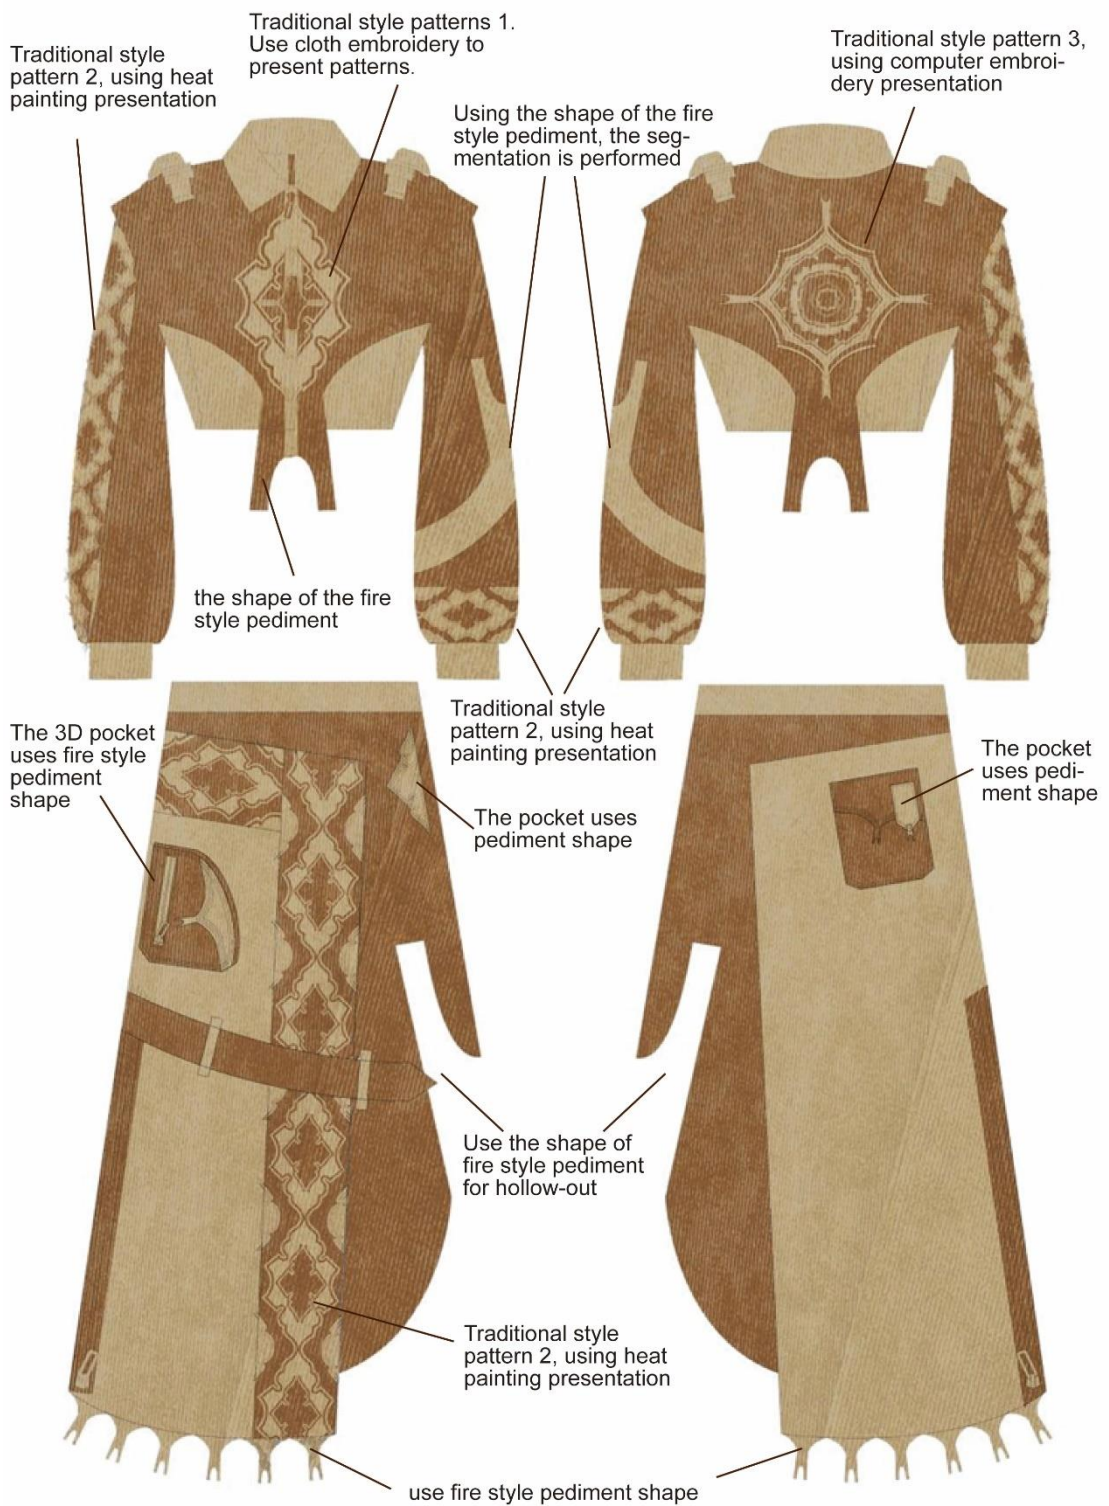 Traditional style
pattern 2, using heat
painting presentation
Traditional style patterns 1.
Use cloth embroidery to
present patterns.
Using the shape of the fire
style pediment, the seg-
mentation is performed
Traditional style pattern 3,
using computer embroi-
dery presentation
the shape of the fire
style pediment
Traditional style
pattern 2, using heat
painting presentation
The 3D pocket
uses fire style
pediment
shape
The pocket uses
pediment shape
The pocket
uses pedi-
ment shape
Use the shape of
fire style pediment
for hollow-out
Traditional style
pattern 2, using heat
painting presentation
use fire style pediment shape